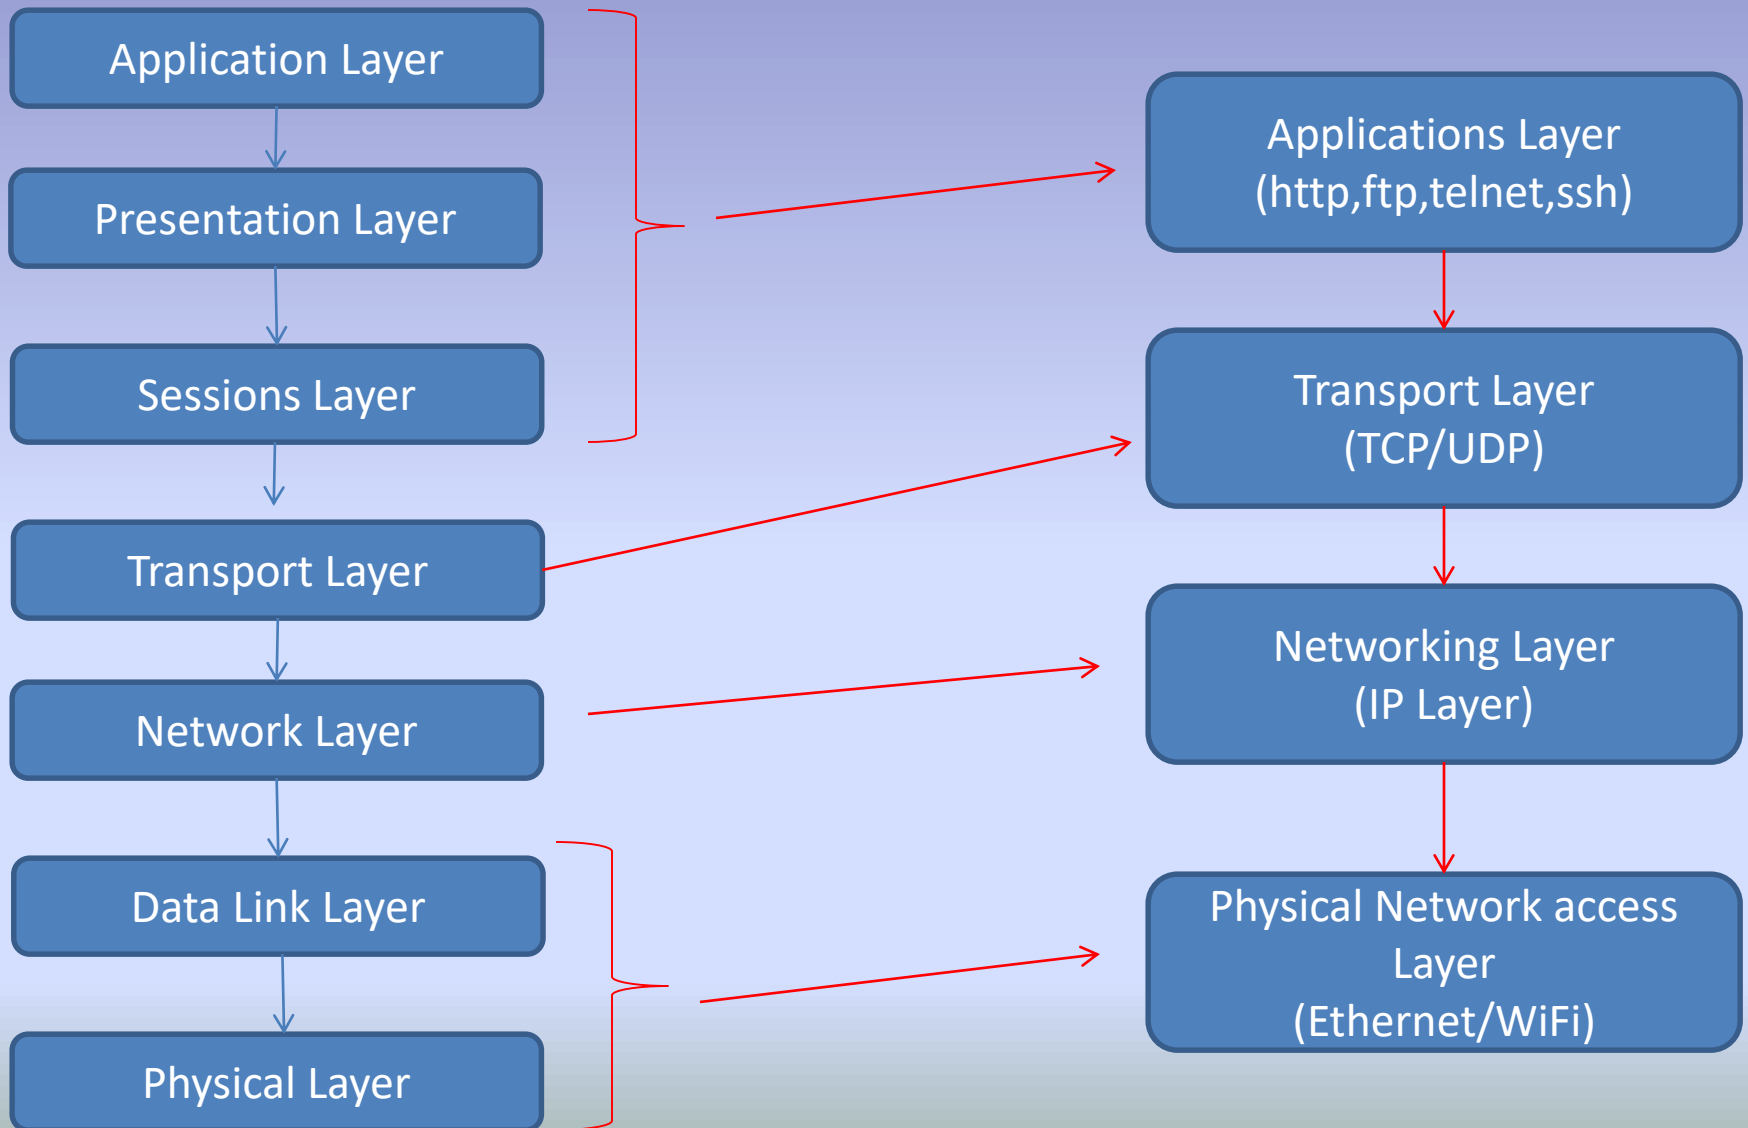 Application Layer
Presentation Layer
Sessions Layer
Transport Layer
Network Layer
Data Link Layer
Physical Layer
Applications Layer
(http,ftp,telnet,ssh)
Transport Layer
(TCP/UDP)
Networking Layer
(IP Layer)
Physical Network access
Layer
(Ethernet/WiFi)